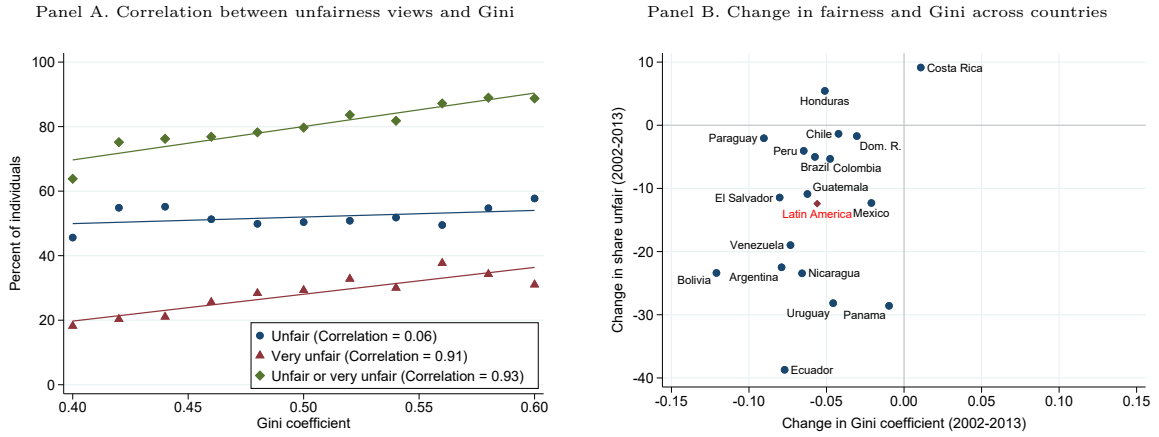 Panel A. Correlation between unfairness views and Gini
100
80
60
40
20
0
Percent of individuals
0.40
0.45
0.50
0.55
0.60
Gini coefficient
Unfair (Correlation = 0.06)
Very unfair (Correlation = 0.91)
Unfair or very unfair (Correlation = 0.93)
Panel B. Change in fairness and Gini across countries
10
0
-10
-20
-30
-40
Change in share unfair (2002-2013)
Costa Rica
Honduras
Paraguay
Chile
Dom. R.
Peru
Brazil
Colombia
El Salvador
Guatemala
Latin America
Mexico
Venezuela
Bolivia
Argentina
Nicaragua
Uruguay
Panama
Ecuador
-0.15
-0.10
-0.05
0.00
0.05
0.10
0.15
Change in Gini coefficient (2002-2013)